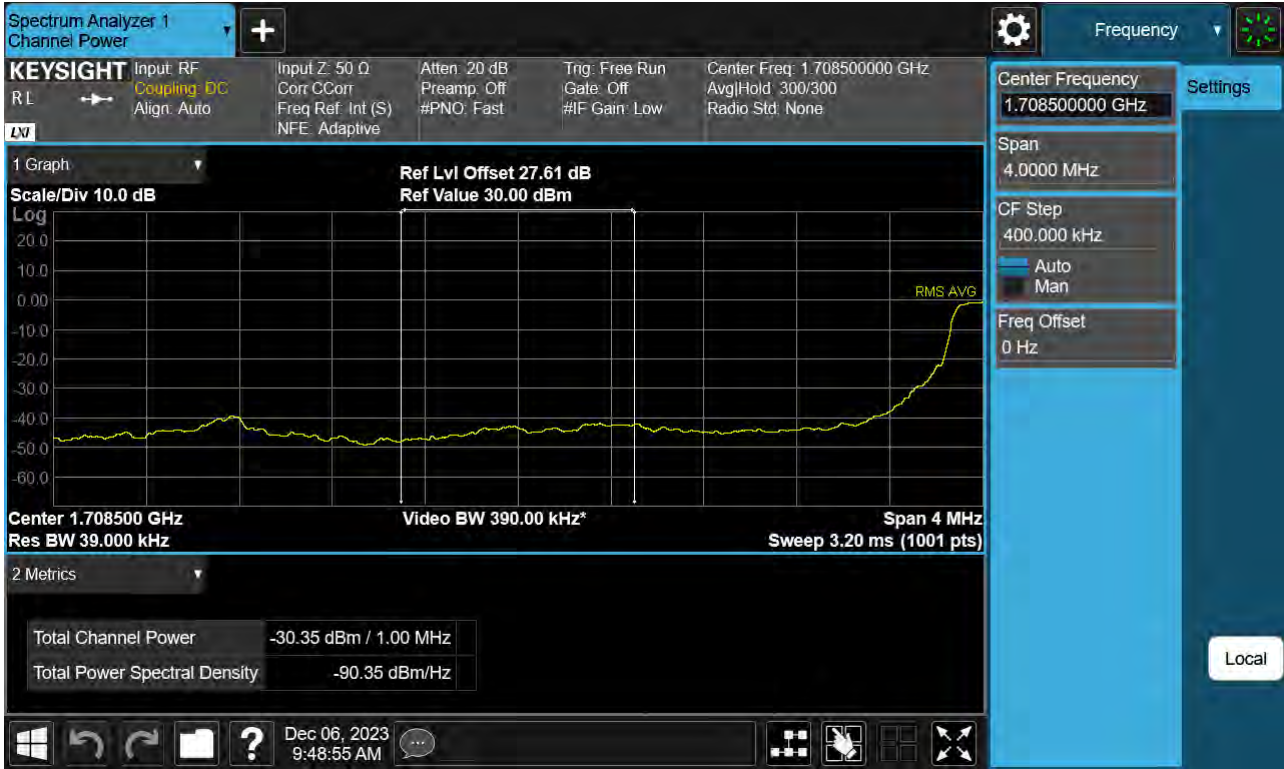 Spectrum Analyzer 1
Channel Power
+
Frequency
KEYSIGHT
R L
LXI
Input: RF
Coupling: DC
Align: Auto
Input Z: 50 Ω
Corr CCorr
Freq Ref: Int (S)
NFE: Adaptive
Atten: 20 dB
Preamp: Off
#PNO: Fast
Trig: Free Run
Gate: Off
#IF Gain: Low
Center Freq: 1.708500000 GHz
Avg|Hold: 300/300
Radio Std: None
1 Graph
Scale/Div 10.0 dB
Ref Lvl Offset 27.61 dB
Ref Value 30.00 dBm
Log
20.0
10.0
0.00
-10.0
-20.0
-30.0
-40.0
-50.0
-60.0
RMS AVG
Center 1.708500 GHz
Res BW 39.000 kHz
Video BW 390.00 kHz*
Span 4 MHz
Sweep 3.20 ms (1001 pts)
2 Metrics
Total Channel Power -30.35 dBm / 1.00 MHz
Total Power Spectral Density -90.35 dBm/Hz
?
Dec 06, 2023
9:48:55 AM
Center Frequency
1.708500000 GHz
Span
4.0000 MHz
CF Step
400.000 kHz
Auto
Man
Freq Offset
0 Hz
Settings
Local